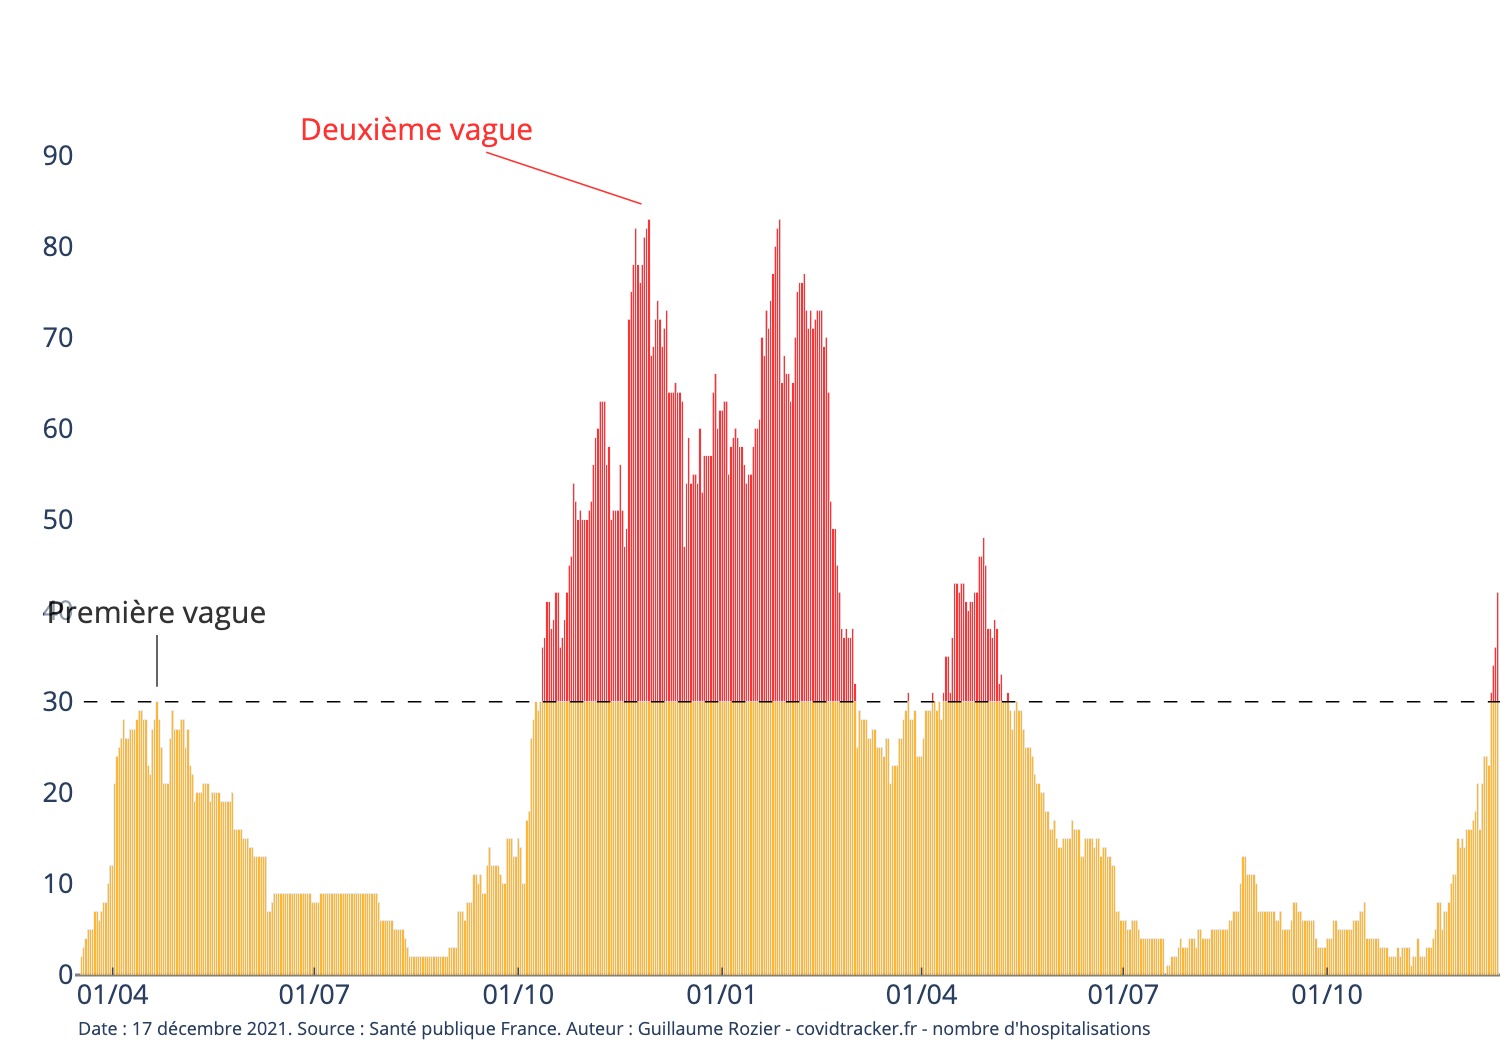 Deuxième vague
90
80
70
60
50
40
Première vague
30
20
10
0
01/04 01/07 01/10 01/01 01/04 01/07 01/10
Date : 17 décembre 2021. Source : Santé publique France. Auteur : Guillaume Rozier - covidtracker.fr - nombre d'hospitalisations